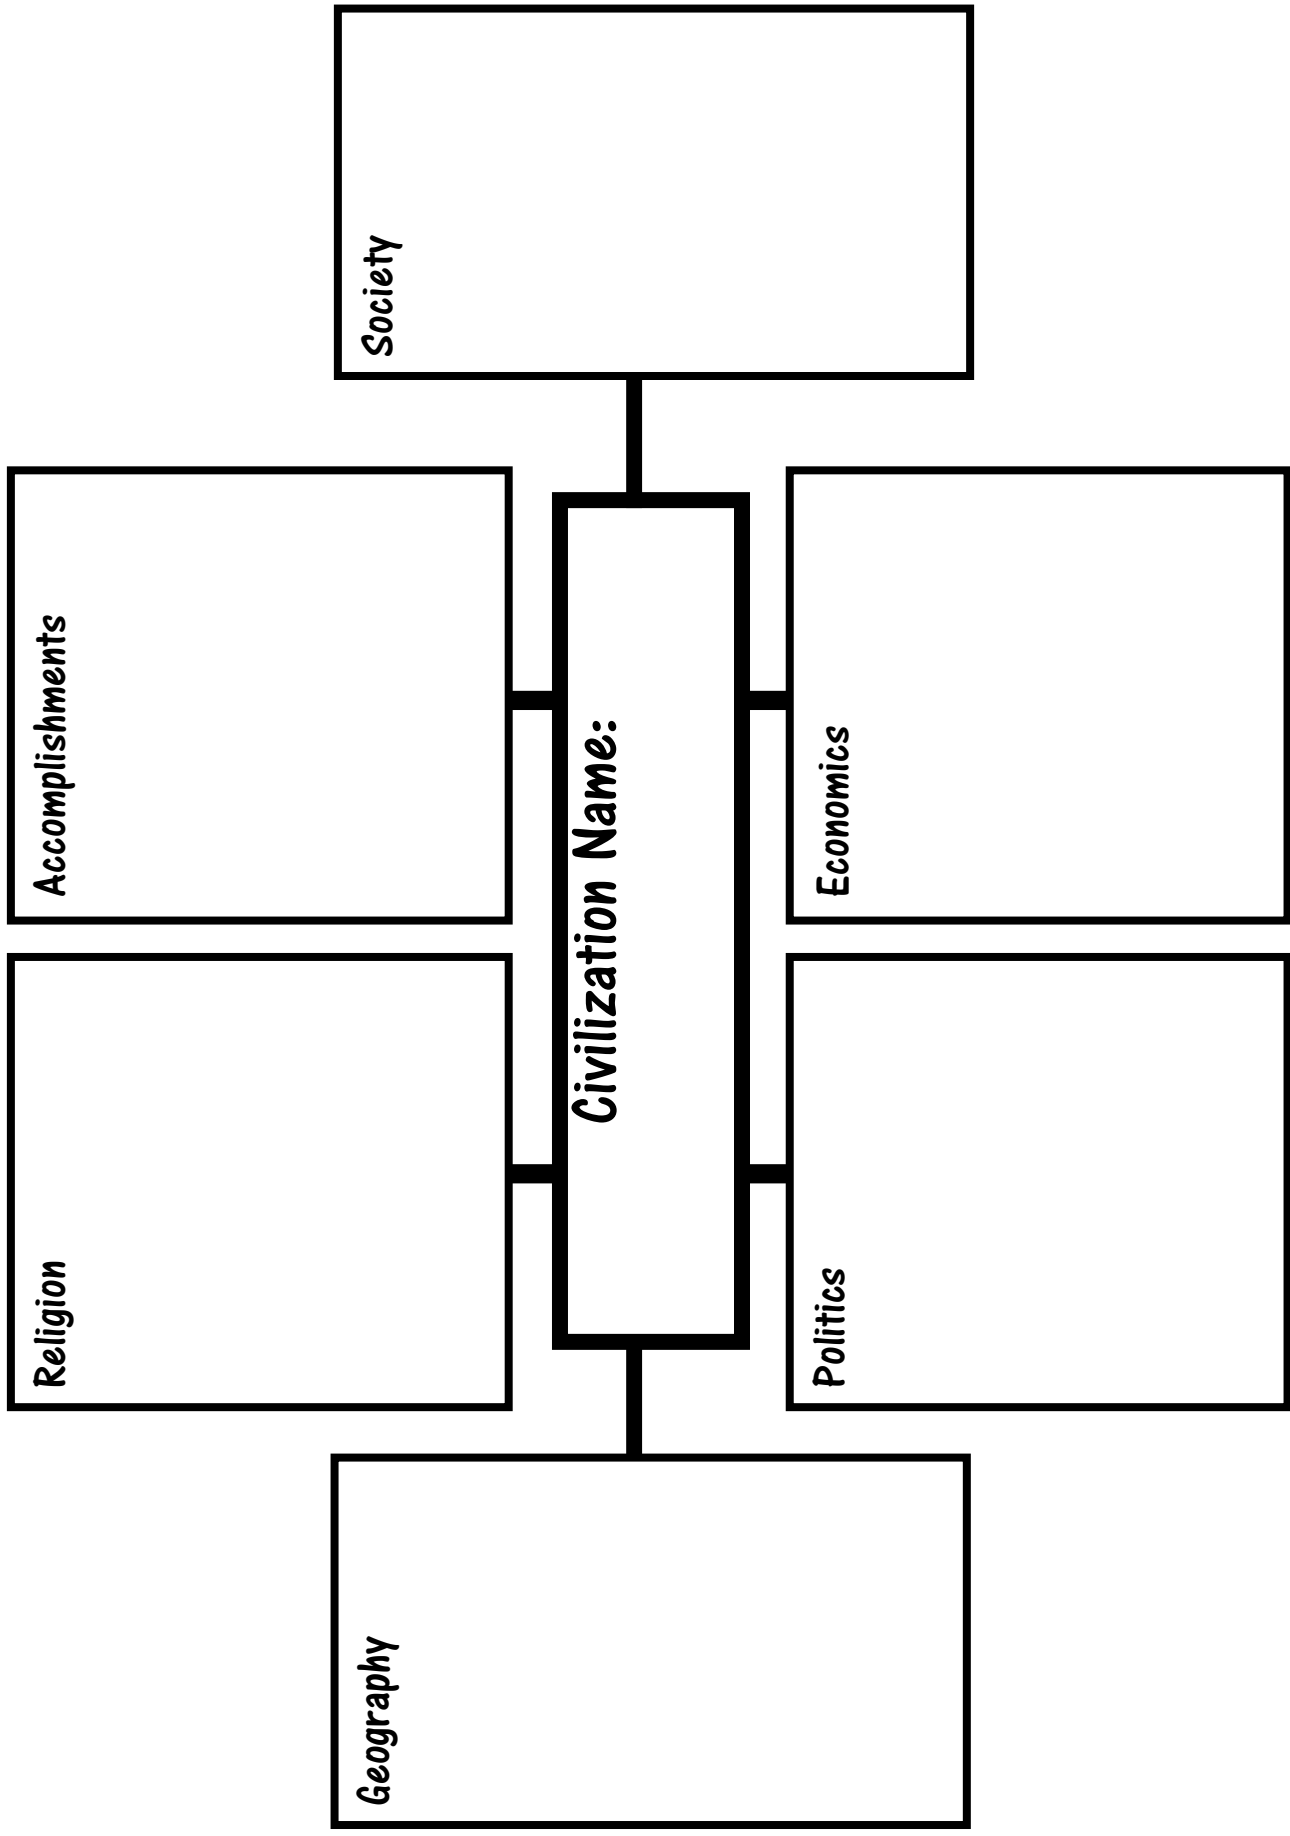 Religion
Accomplishments
Geography
Civilization Name:
Society
Politics
Economics